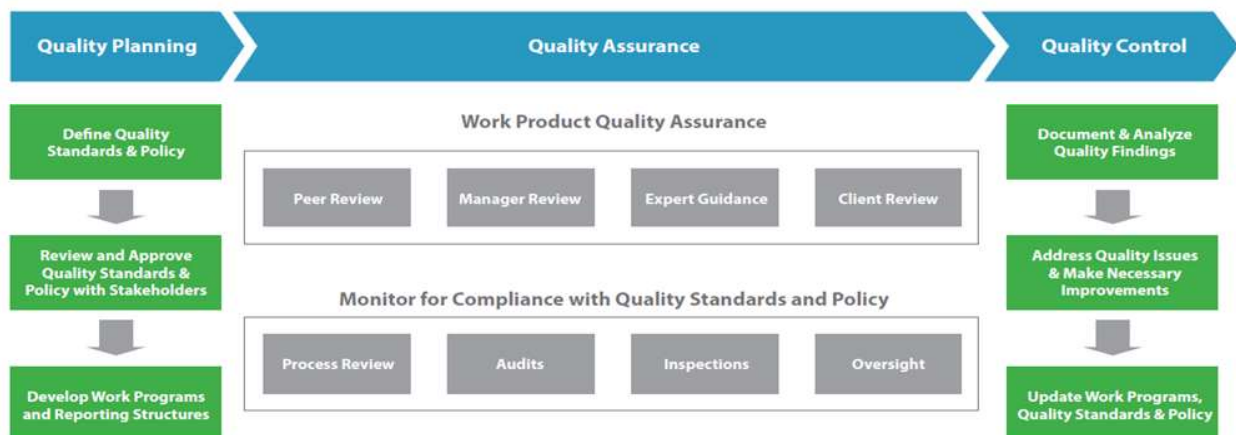 Quality Planning
Quality Assurance
Quality Control
Define Quality
Standards & Policy
Review and Approve
Quality Standards &
Policy with Stakeholders
Develop Work Programs
and Reporting Structures
Work Product Quality Assurance
Peer Review
Manager Review
Expert Guidance
Client Review
Monitor for Compliance with Quality Standards and Policy
Process Review
Audits
Inspections
Oversight
Document & Analyze
Quality Findings
Address Quality Issues
& Make Necessary
Improvements
Update Work Programs,
Quality Standards & Policy